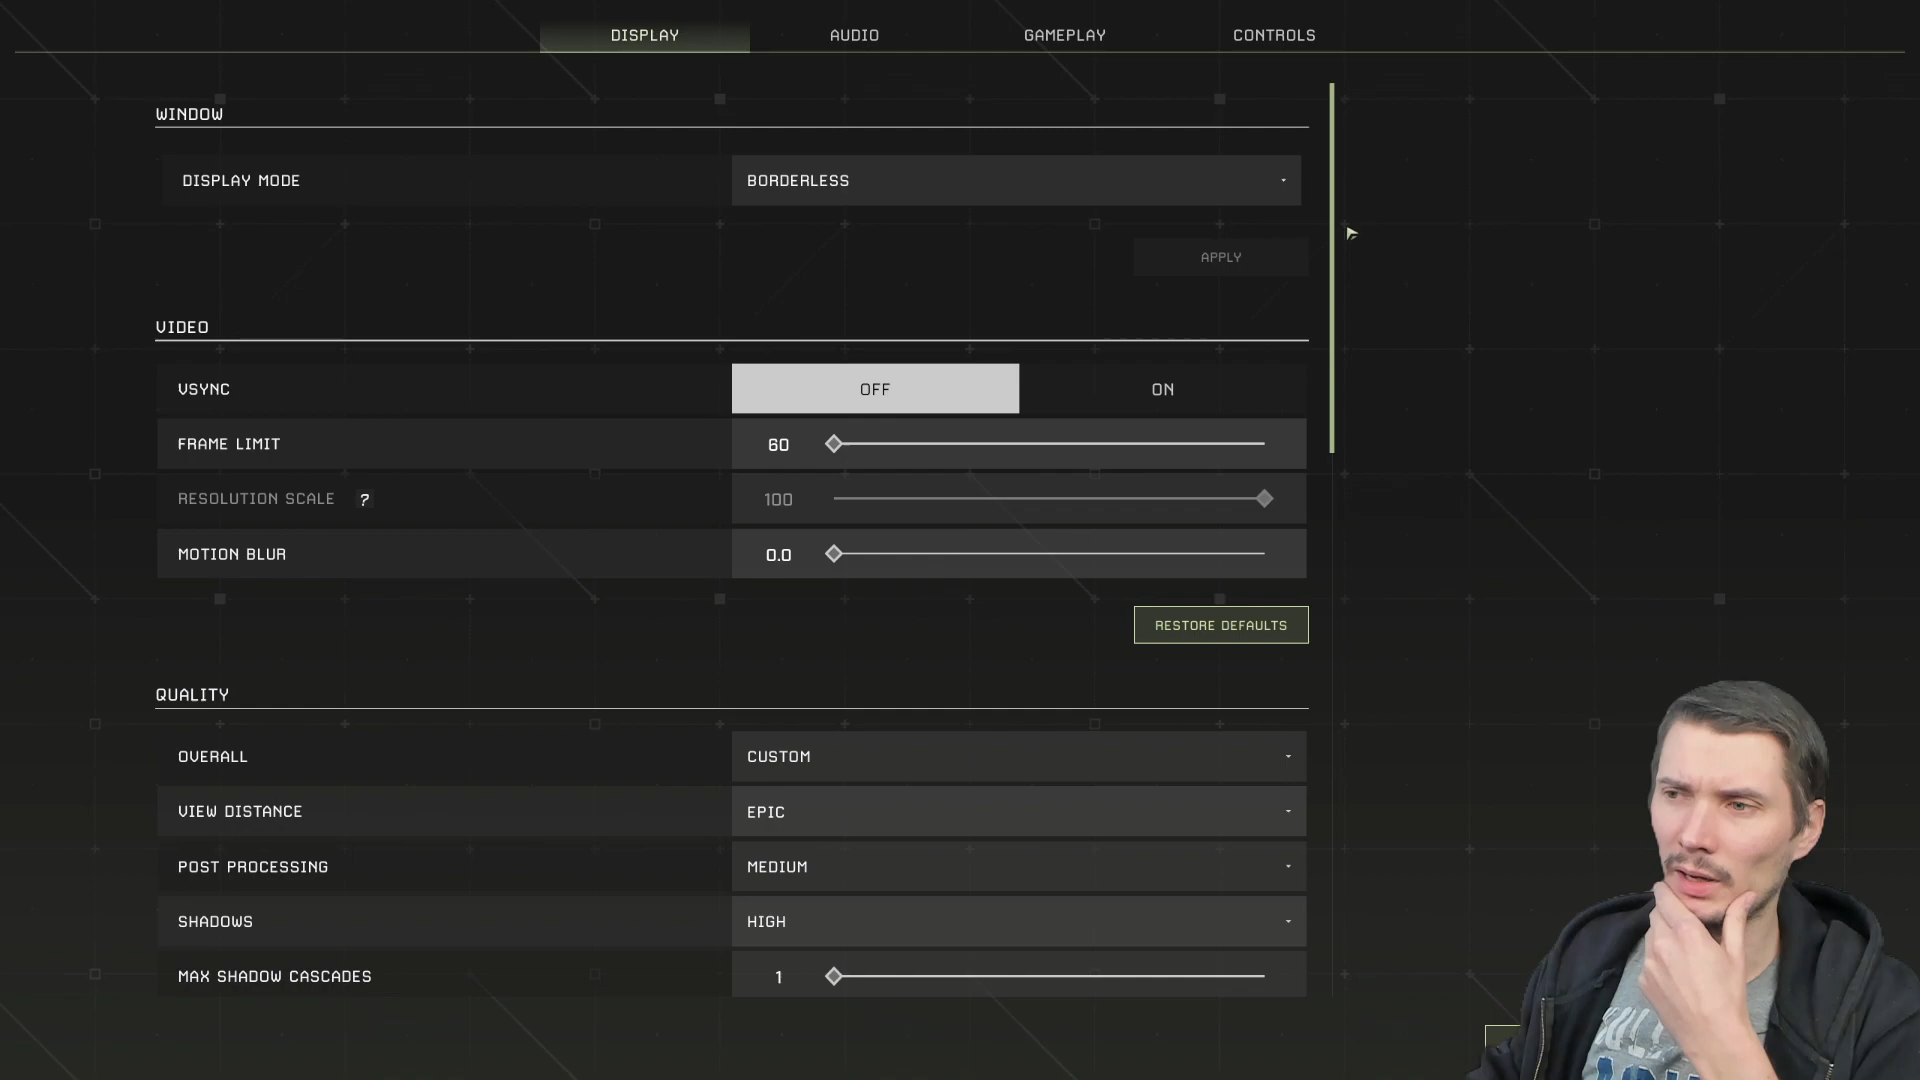 DISPLAY AUDIO GAMEPLAY CONTROLS
WINDOW
DISPLAY MODE BORDERLESS
APPLY
VIDEO
VSYNC OFF ON
FRAME LIMIT 60
RESOLUTION SCALE ? 100
MOTION BLUR 0.0
RESTORE DEFAULTS
QUALITY
OVERALL CUSTOM
VIEW DISTANCE EPIC
POST PROCESSING MEDIUM
SHADOWS HIGH
MAX SHADOW CASCADES 1